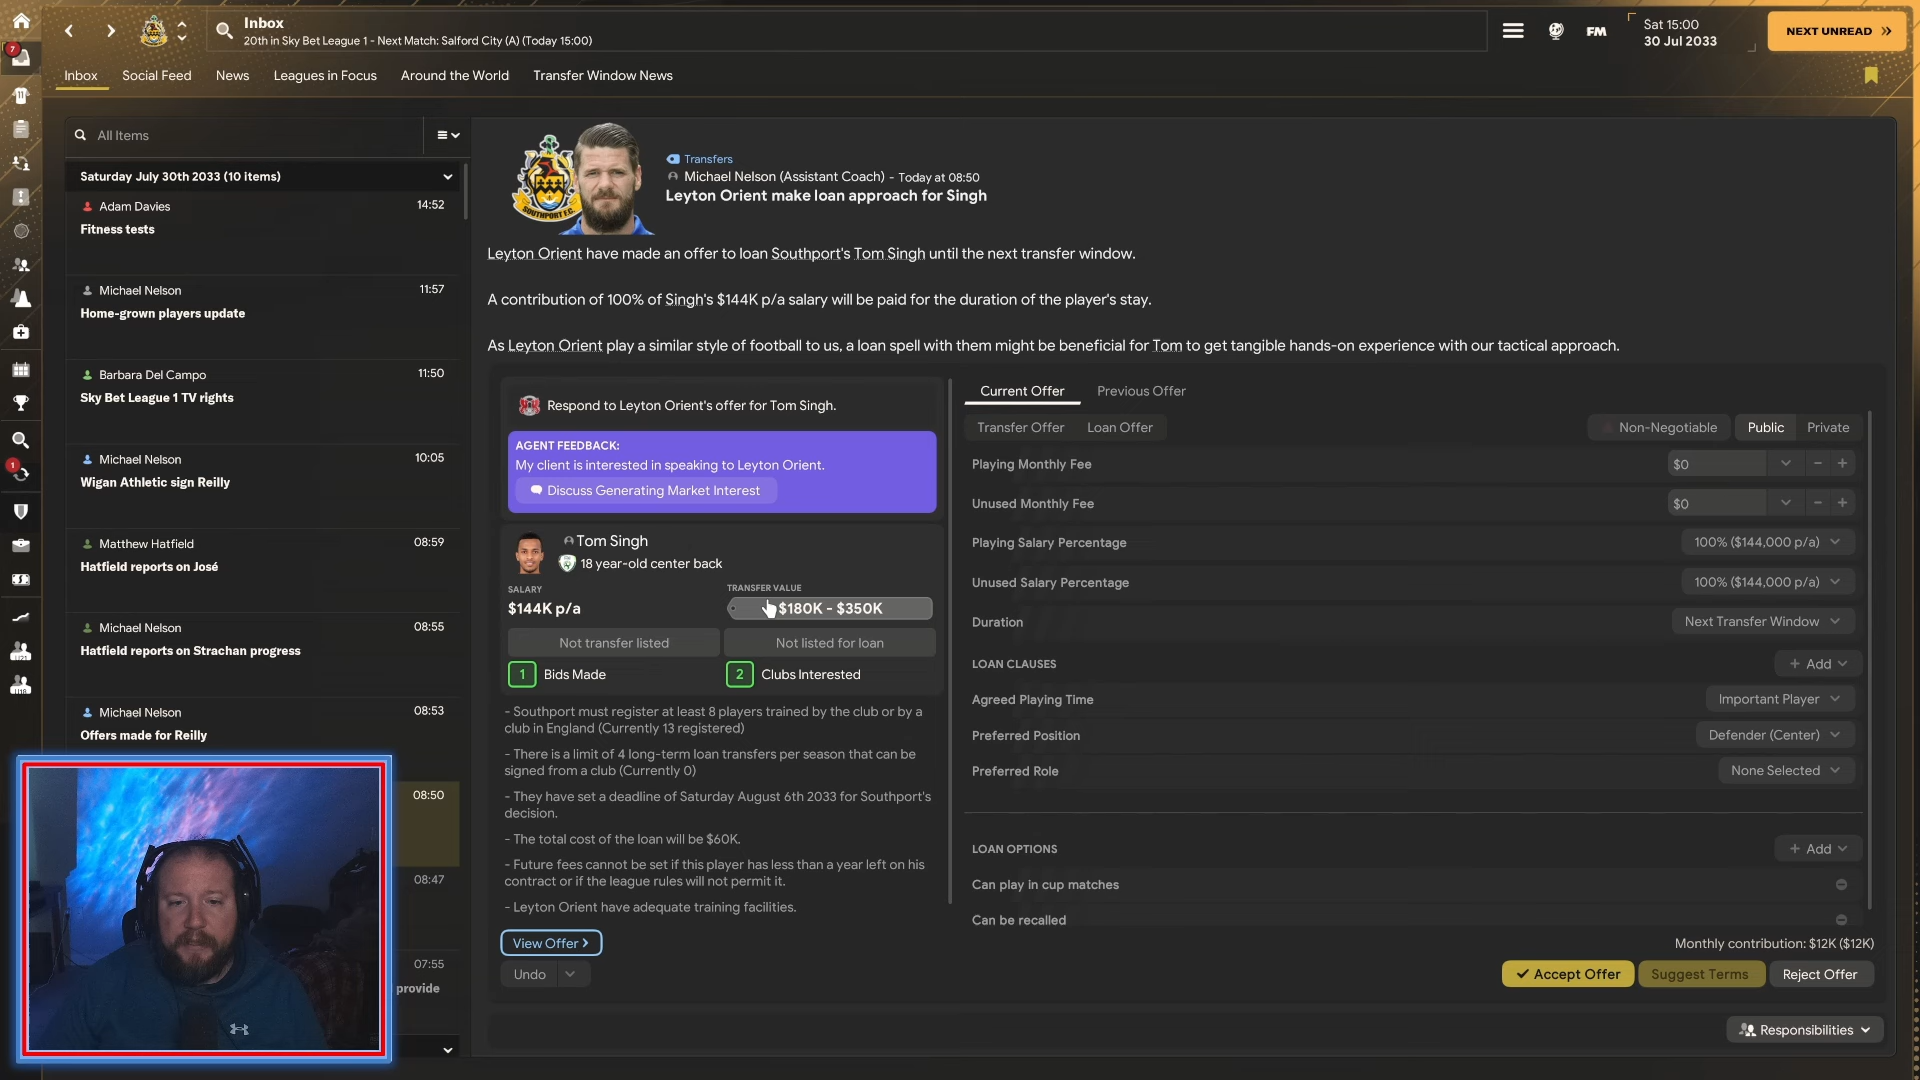 Inbox
20th in Sky Bet League 1 - Next Match: Salford City (A) (Today 15:00)
FM
Sat 15:00
30 Jul 2033
NEXT UNREAD
7
Inbox
Social Feed
News
Leagues in Focus
Around the World
Transfer Window News
All Items
Saturday July 30th 2033 (10 items)
Adam Davies
14:52
Fitness tests
Michael Nelson
11:57
Home-grown players update
Barbara Del Campo
11:50
Sky Bet League 1 TV rights
Michael Nelson
10:05
Wigan Athletic sign Reilly
Matthew Hatfield
08:59
Hatfield reports on José
Michael Nelson
08:55
Hatfield reports on Strachan progress
Michael Nelson
08:53
Offers made for Reilly
08:50
08:47
07:55
provide
1
U21
U18
SOUTHPORT F.C.
Transfers
Michael Nelson (Assistant Coach) - Today at 08:50
Leyton Orient make loan approach for Singh
Leyton Orient have made an offer to loan Southport's Tom Singh until the next transfer window.
A contribution of 100% of Singh's $144K p/a salary will be paid for the duration of the player's stay.
As Leyton Orient play a similar style of football to us, a loan spell with them might be beneficial for Tom to get tangible hands-on experience with our tactical approach.
Respond to Leyton Orient's offer for Tom Singh.
AGENT FEEDBACK:
My client is interested in speaking to Leyton Orient.
Discuss Generating Market Interest
Tom Singh
18 year-old center back
SALARY
TRANSFER VALUE
$144K p/a
$180K - $350K
Not transfer listed
Not listed for loan
1 Bids Made
2 Clubs Interested
- Southport must register at least 8 players trained by the club or by a
club in England (Currently 13 registered)
- There is a limit of 4 long-term loan transfers per season that can be
signed from a club (Currently 0)
- They have set a deadline of Saturday August 6th 2033 for Southport's
decision.
- The total cost of the loan will be $60K.
- Future fees cannot be set if this player has less than a year left on his
contract or if the league rules will not permit it.
- Leyton Orient have adequate training facilities.
View Offer
Undo
Current Offer
Previous Offer
Transfer Offer
Loan Offer
Non-Negotiable
Public
Private
Playing Monthly Fee
$0
Unused Monthly Fee
$0
Playing Salary Percentage
100% ($144,000 p/a)
Unused Salary Percentage
100% ($144,000 p/a)
Duration
Next Transfer Window
LOAN CLAUSES
+ Add
Agreed Playing Time
Important Player
Preferred Position
Defender (Center)
Preferred Role
None Selected
LOAN OPTIONS
+ Add
Can play in cup matches
Can be recalled
Monthly contribution: $12K ($12K)
Accept Offer
Suggest Terms
Reject Offer
Responsibilities